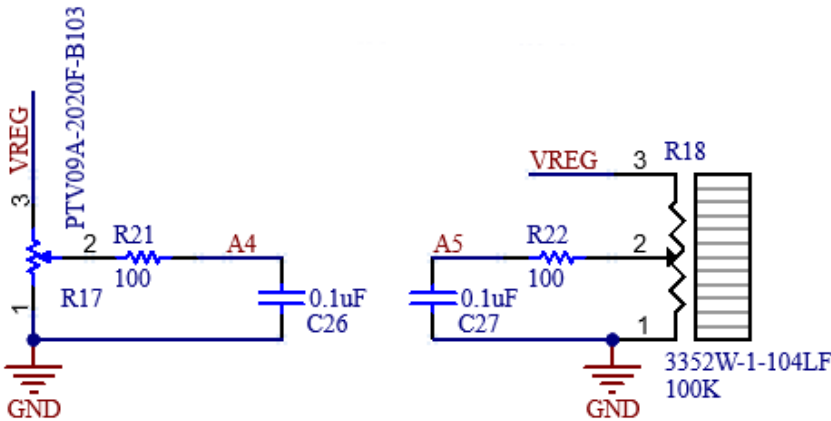 PTV09A-2020F-B103
VREG
3
2
1
R21
100
R17
A4
0.1uF
C26
GND
VREG
3
R18
A5
R22
100
2
0.1uF
C27
1
GND
3352W-1-104LF
100K